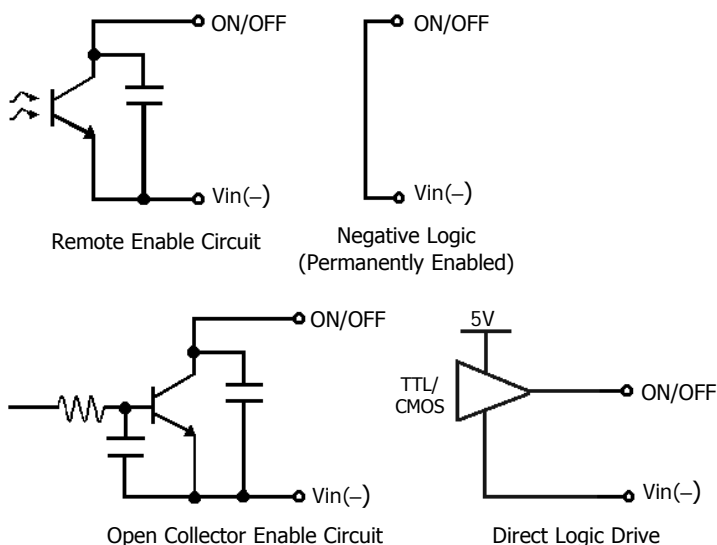 ON/OFF
Vin(–)
Remote Enable Circuit
ON/OFF
Vin(–)
Negative Logic
(Permanently Enabled)
ON/OFF
Vin(–)
Open Collector Enable Circuit
5V
TTL/
CMOS
ON/OFF
Vin(–)
Direct Logic Drive